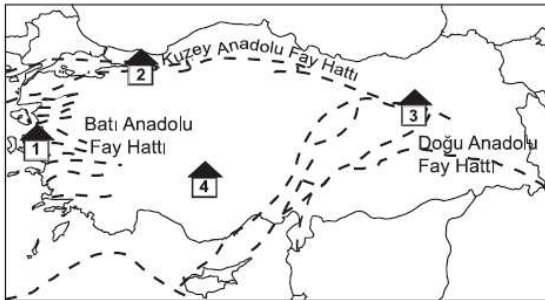 Kuzey Anadolu Fay Hattı
2
3
Batı Anadolu
Fay Hattı
1
Doğu Anadolu
Fay Hattı
4